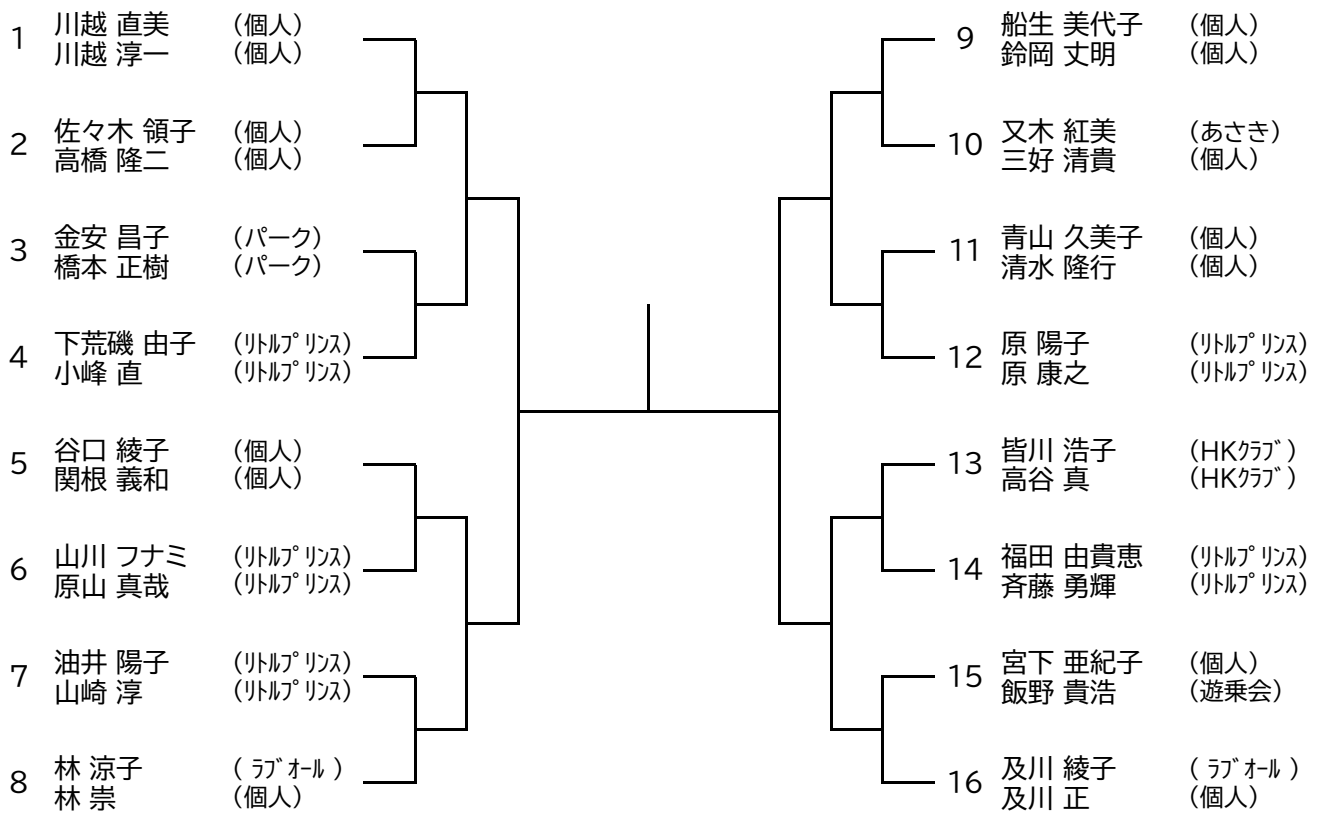 1 川越 直美 (個人)
川越 淳一 (個人)
2 佐々木 領子 (個人)
高橋 隆二 (個人)
3 金安 昌子 (パーク)
橋本 正樹 (パーク)
4 下荒磯 由子 (ﾘﾄﾙﾌﾟﾘﾝｽ)
小峰 直 (ﾘﾄﾙﾌﾟﾘﾝｽ)
5 谷口 綾子 (個人)
関根 義和 (個人)
6 山川 フナミ (ﾘﾄﾙﾌﾟﾘﾝｽ)
原山 真哉 (ﾘﾄﾙﾌﾟﾘﾝｽ)
7 油井 陽子 (ﾘﾄﾙﾌﾟﾘﾝｽ)
山崎 淳 (ﾘﾄﾙﾌﾟﾘﾝｽ)
8 林 涼子 ( ﾗﾌﾞｵｰﾙ )
林 崇 (個人)
9 船生 美代子 (個人)
鈴岡 丈明 (個人)
10 又木 紅美 (あさき)
三好 清貴 (個人)
11 青山 久美子 (個人)
清水 隆行 (個人)
12 原 陽子 (ﾘﾄﾙﾌﾟﾘﾝｽ)
原 康之 (ﾘﾄﾙﾌﾟﾘﾝｽ)
13 皆川 浩子 (HKｸﾗﾌﾞ)
高谷 真 (HKｸﾗﾌﾞ)
14 福田 由貴恵 (ﾘﾄﾙﾌﾟﾘﾝｽ)
斉藤 勇輝 (ﾘﾄﾙﾌﾟﾘﾝｽ)
15 宮下 亜紀子 (個人)
飯野 貴浩 (遊乗会)
16 及川 綾子 ( ﾗﾌﾞｵｰﾙ )
及川 正 (個人)